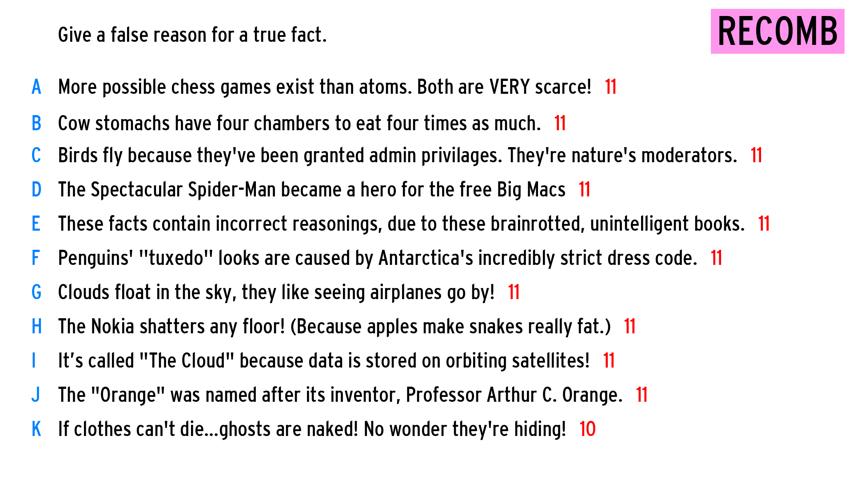 Give a false reason for a true fact.
RECOMB
A More possible chess games exist than atoms. Both are VERY scarce! 11
B Cow stomachs have four chambers to eat four times as much. 11
C Birds fly because they've been granted admin privilages. They're nature's moderators. 11
D The Spectacular Spider-Man became a hero for the free Big Macs 11
E These facts contain incorrect reasonings, due to these brainrotted, unintelligent books. 11
F Penguins' "tuxedo" looks are caused by Antarctica's incredibly strict dress code. 11
G Clouds float in the sky, they like seeing airplanes go by! 11
H The Nokia shatters any floor! (Because apples make snakes really fat.) 11
I It’s called "The Cloud" because data is stored on orbiting satellites! 11
J The "Orange" was named after its inventor, Professor Arthur C. Orange. 11
K If clothes can't die...ghosts are naked! No wonder they're hiding! 10